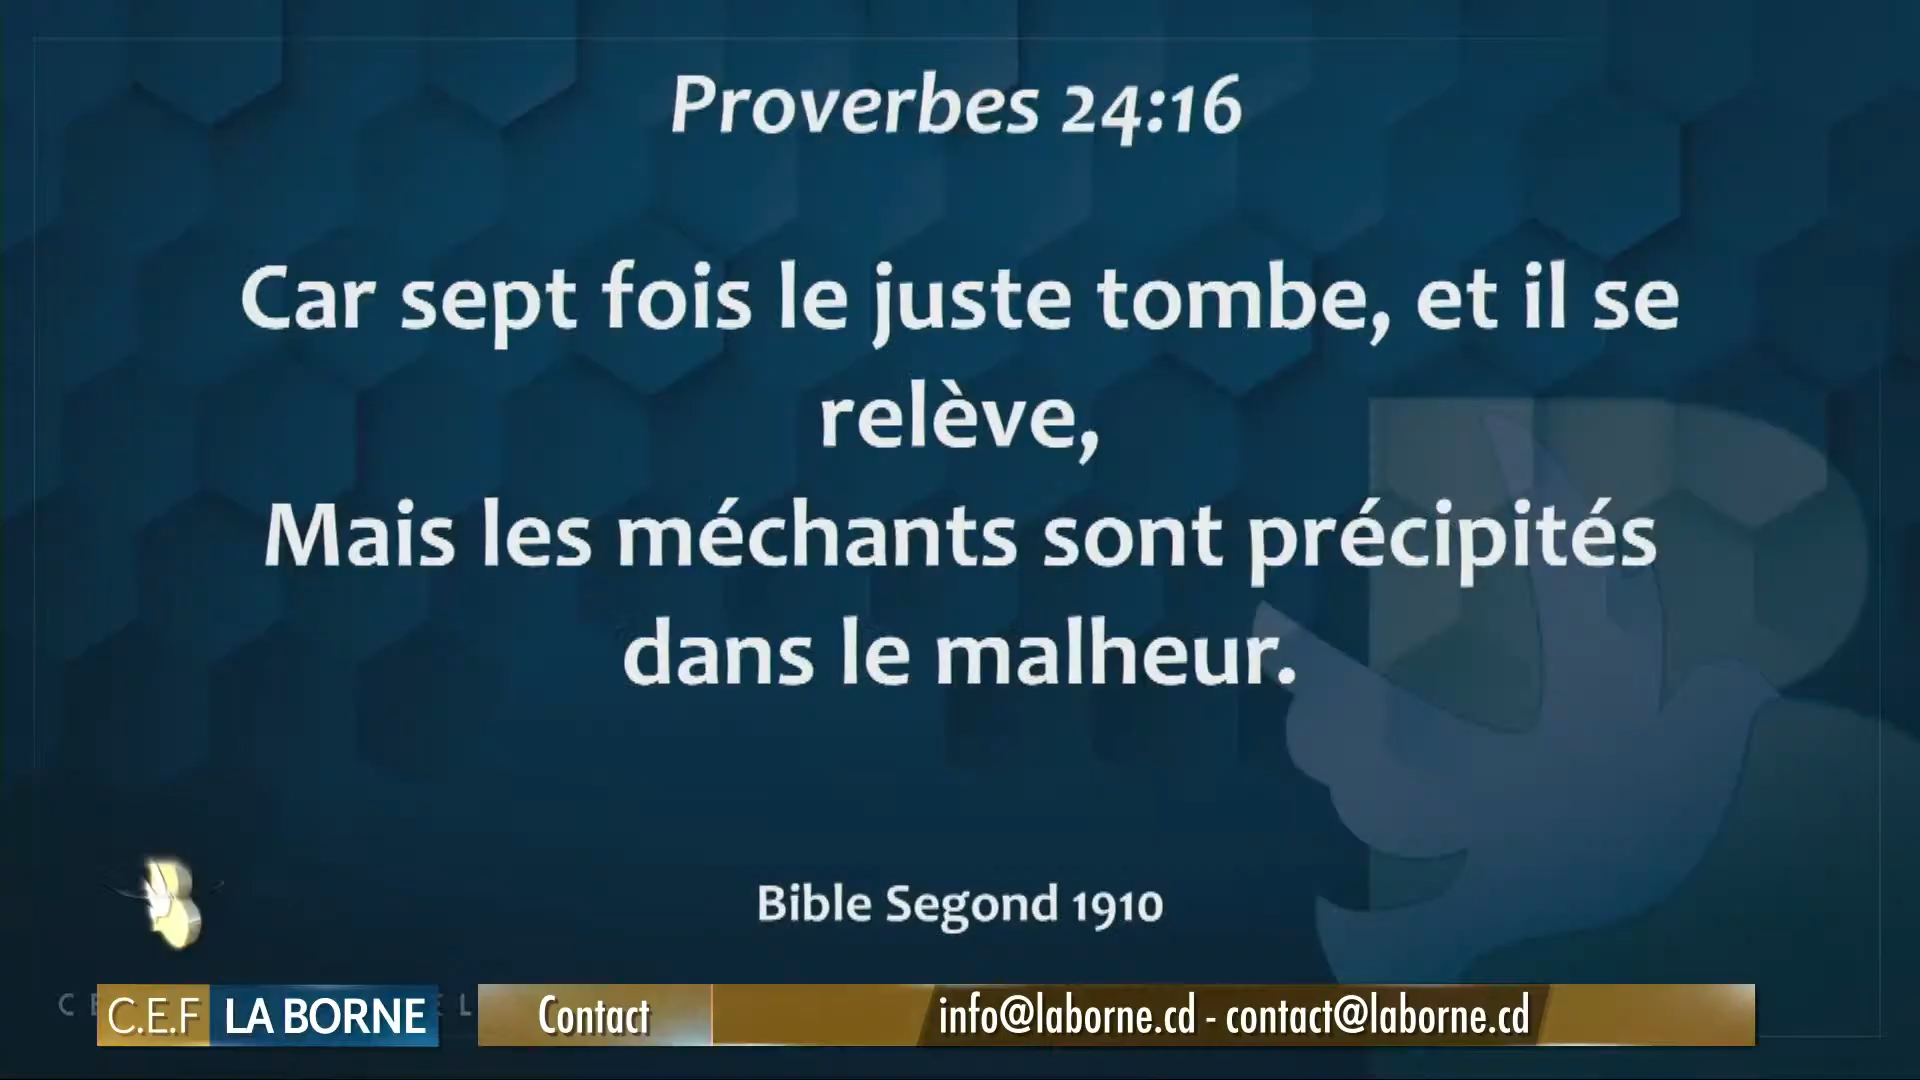 Proverbes 24:16
Car sept fois le juste tombe, et il se
relève,
Mais les méchants sont précipités
dans le malheur.
Bible Segond 1910
C.E.F LA BORNE
Contact
info@laborne.cd - contact@laborne.cd